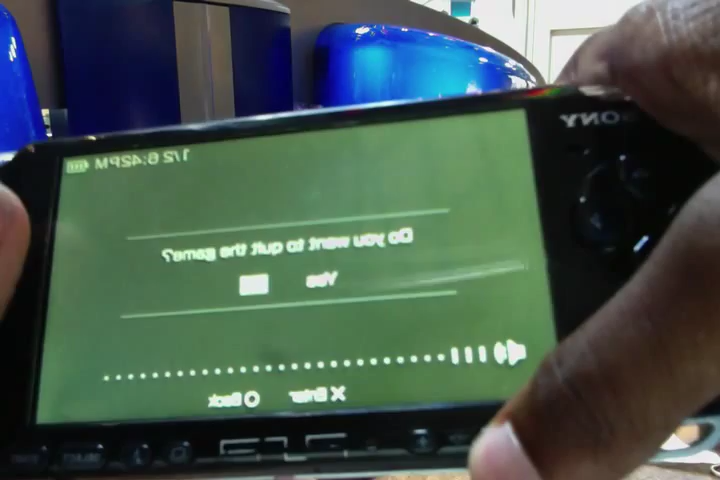 SONY
1/2 6:42PM
Do you want to quit the game?
Yes
X Enter O Back